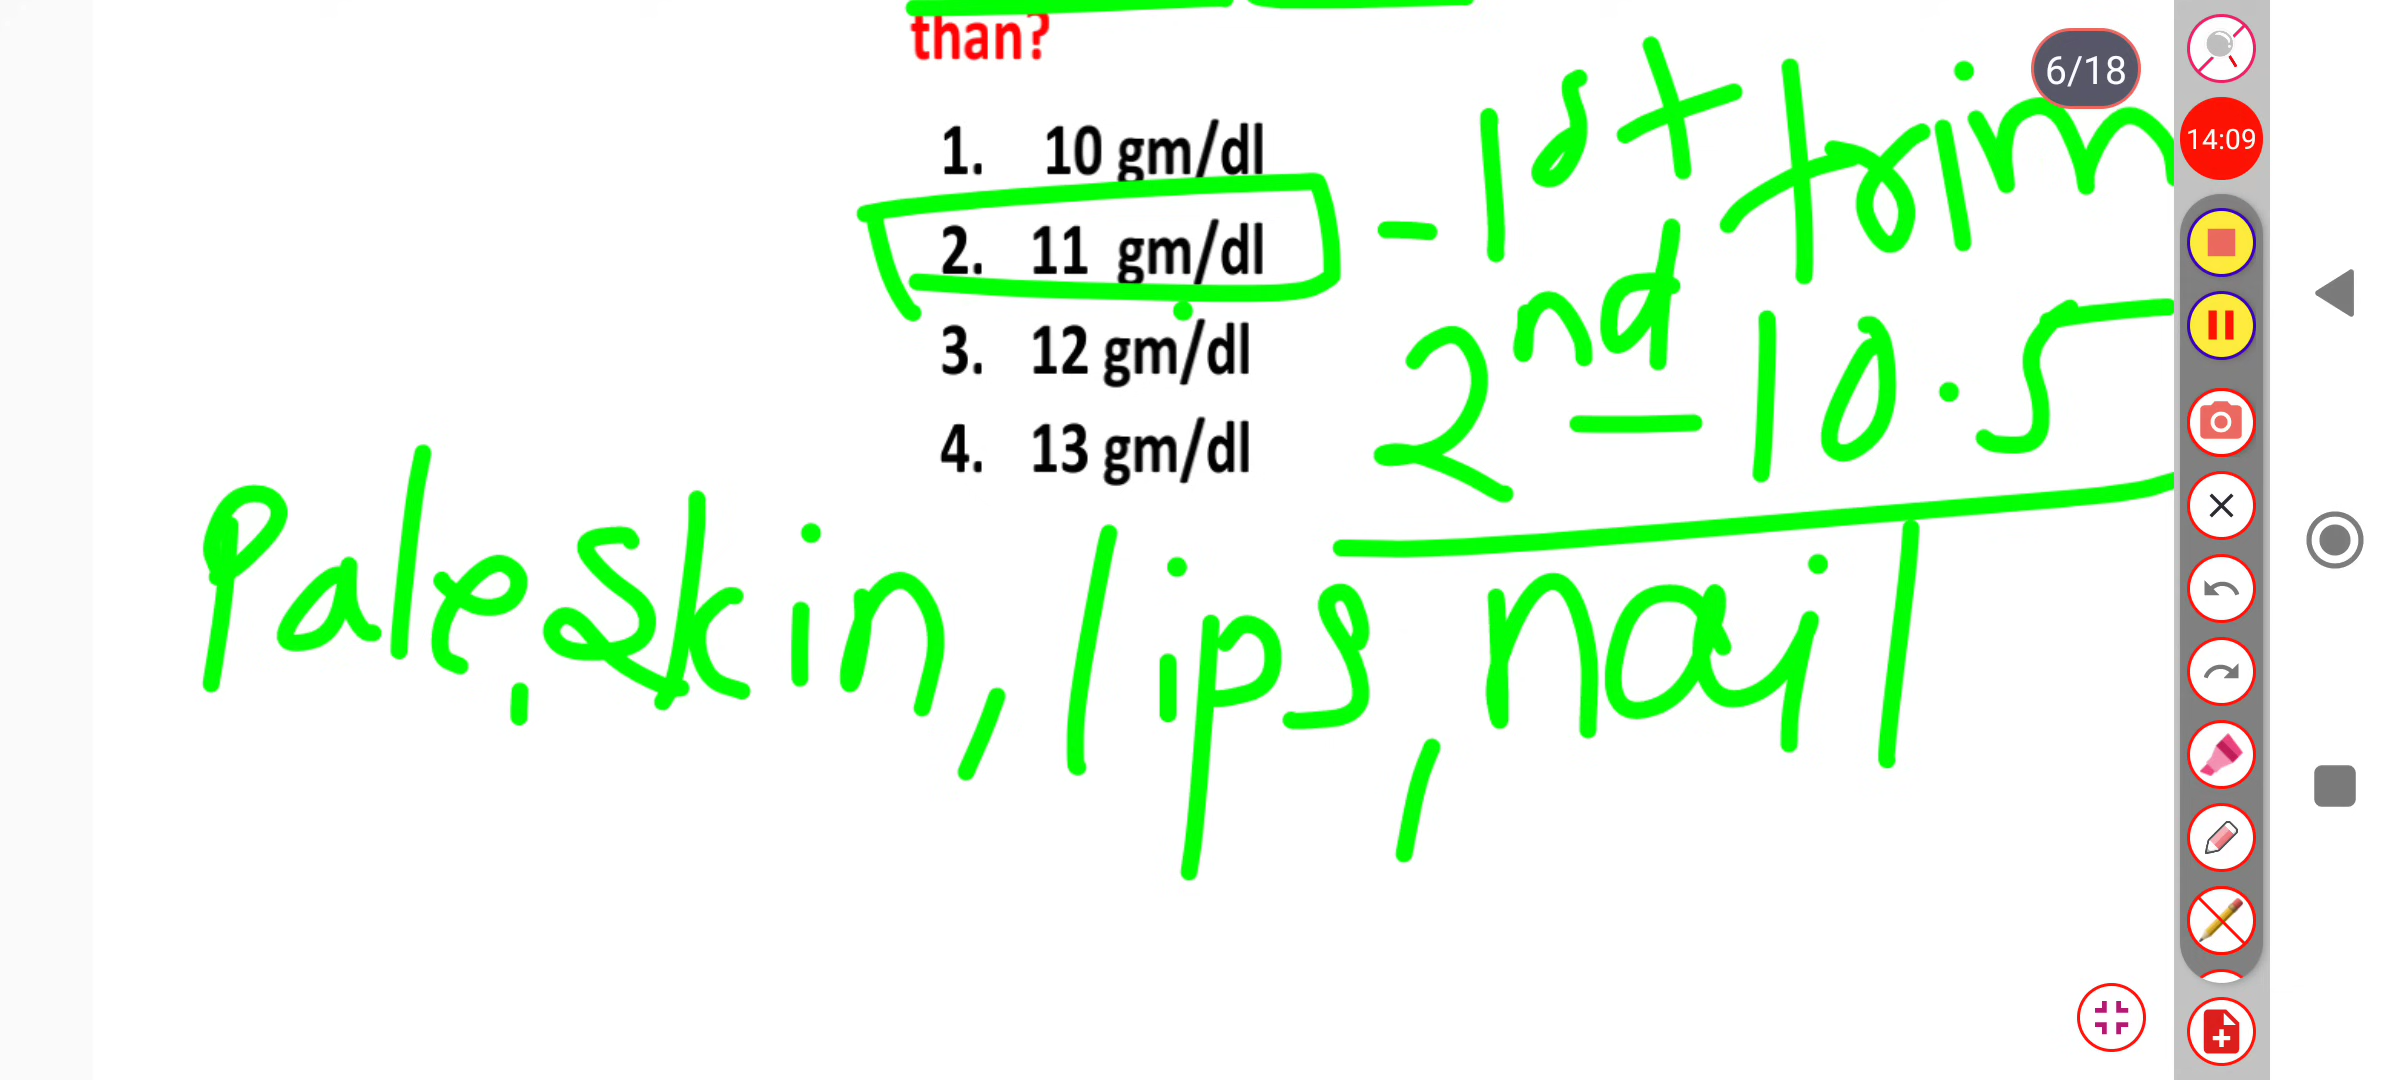 than?
6/18
14:09
1. 10 gm/dl
- 1st trim
2. 11 gm/dl
3. 12 gm/dl
2nd - 10.5
4. 13 gm/dl
Pale, skin, lips, nail